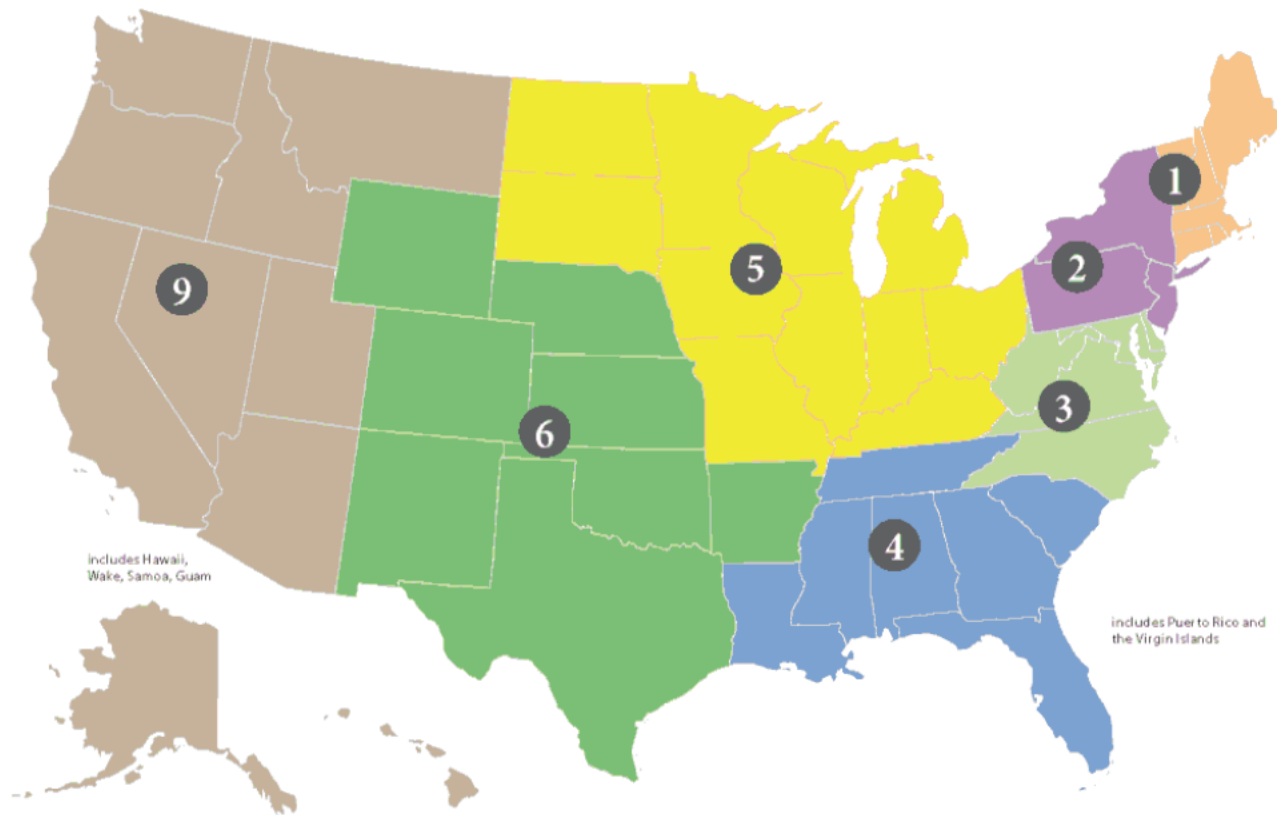 1
2
5
9
3
6
4
includes Hawaii,
Wake, Samoa, Guam
includes Puerto Rico and
the Virgin Islands